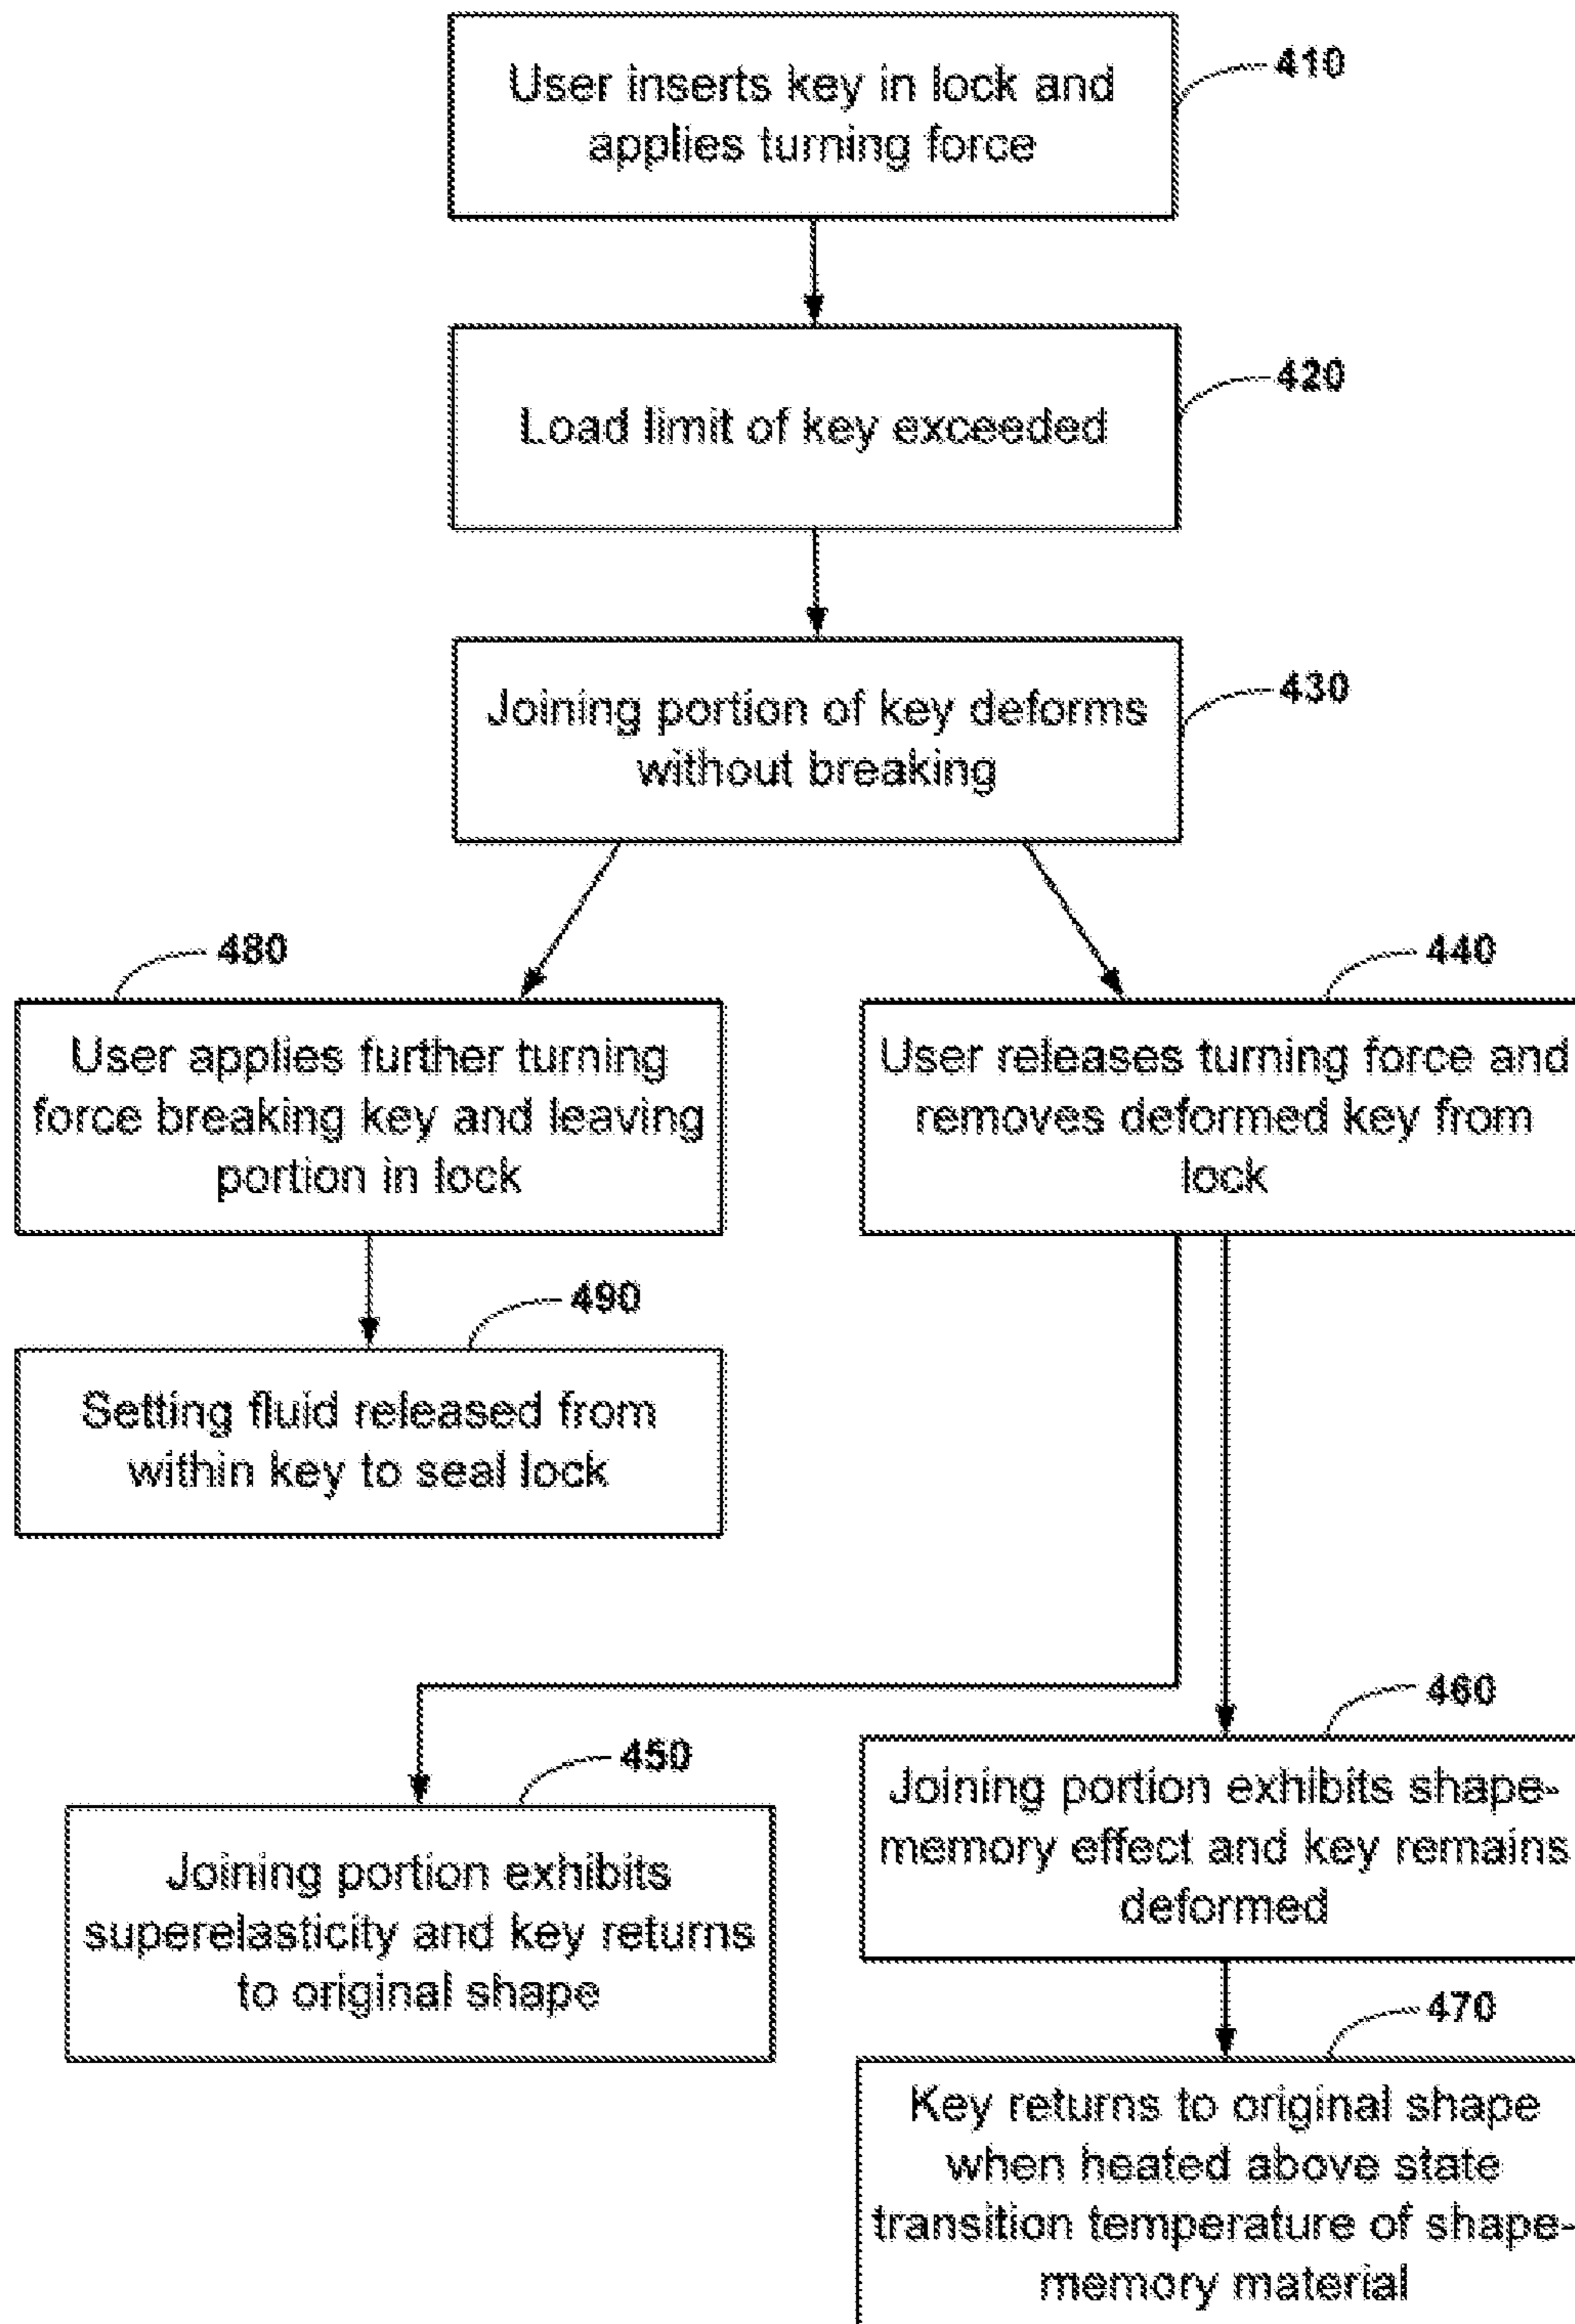 User inserts key in lock and
applies turning force
410
Load limit of key exceeded
420
Joining portion of key deforms
without breaking
430
480
User applies further turning
force breaking key and leaving
portion in lock
440
User releases turning force and
removes deformed key from
lock
490
Setting fluid released from
within key to seal lock
450
Joining portion exhibits
superelasticity and key returns
to original shape
460
Joining portion exhibits shape-
memory effect and key remains
deformed
470
Key returns to original shape
when heated above state
transition temperature of shape-
memory material